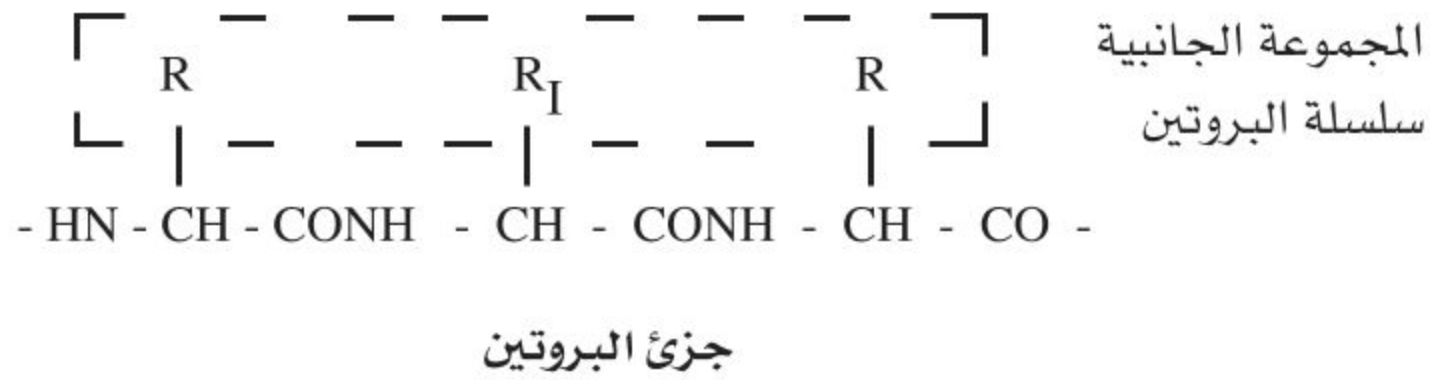 المجموعة الجانبية
R R_I R
سلسلة البروتين
- HN - CH - CONH - CH - CONH - CH - CO -
جزئ البروتين